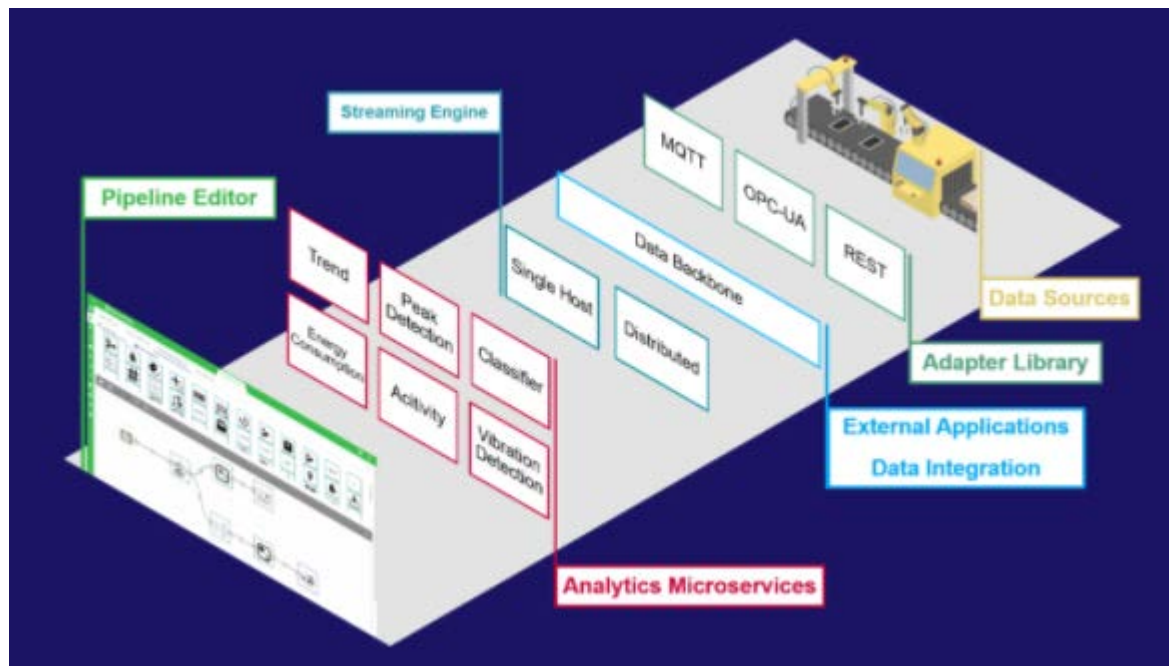 Streaming Engine
MQTT
OPC-UA
REST
Pipeline Editor
Data Backbone
Single Host
Distributed
Trend
Peak
Detection
Classifier
Energy
Consumption
Acitivity
Vibration
Detection
Data Sources
Adapter Library
External Applications
Data Integration
Analytics Microservices